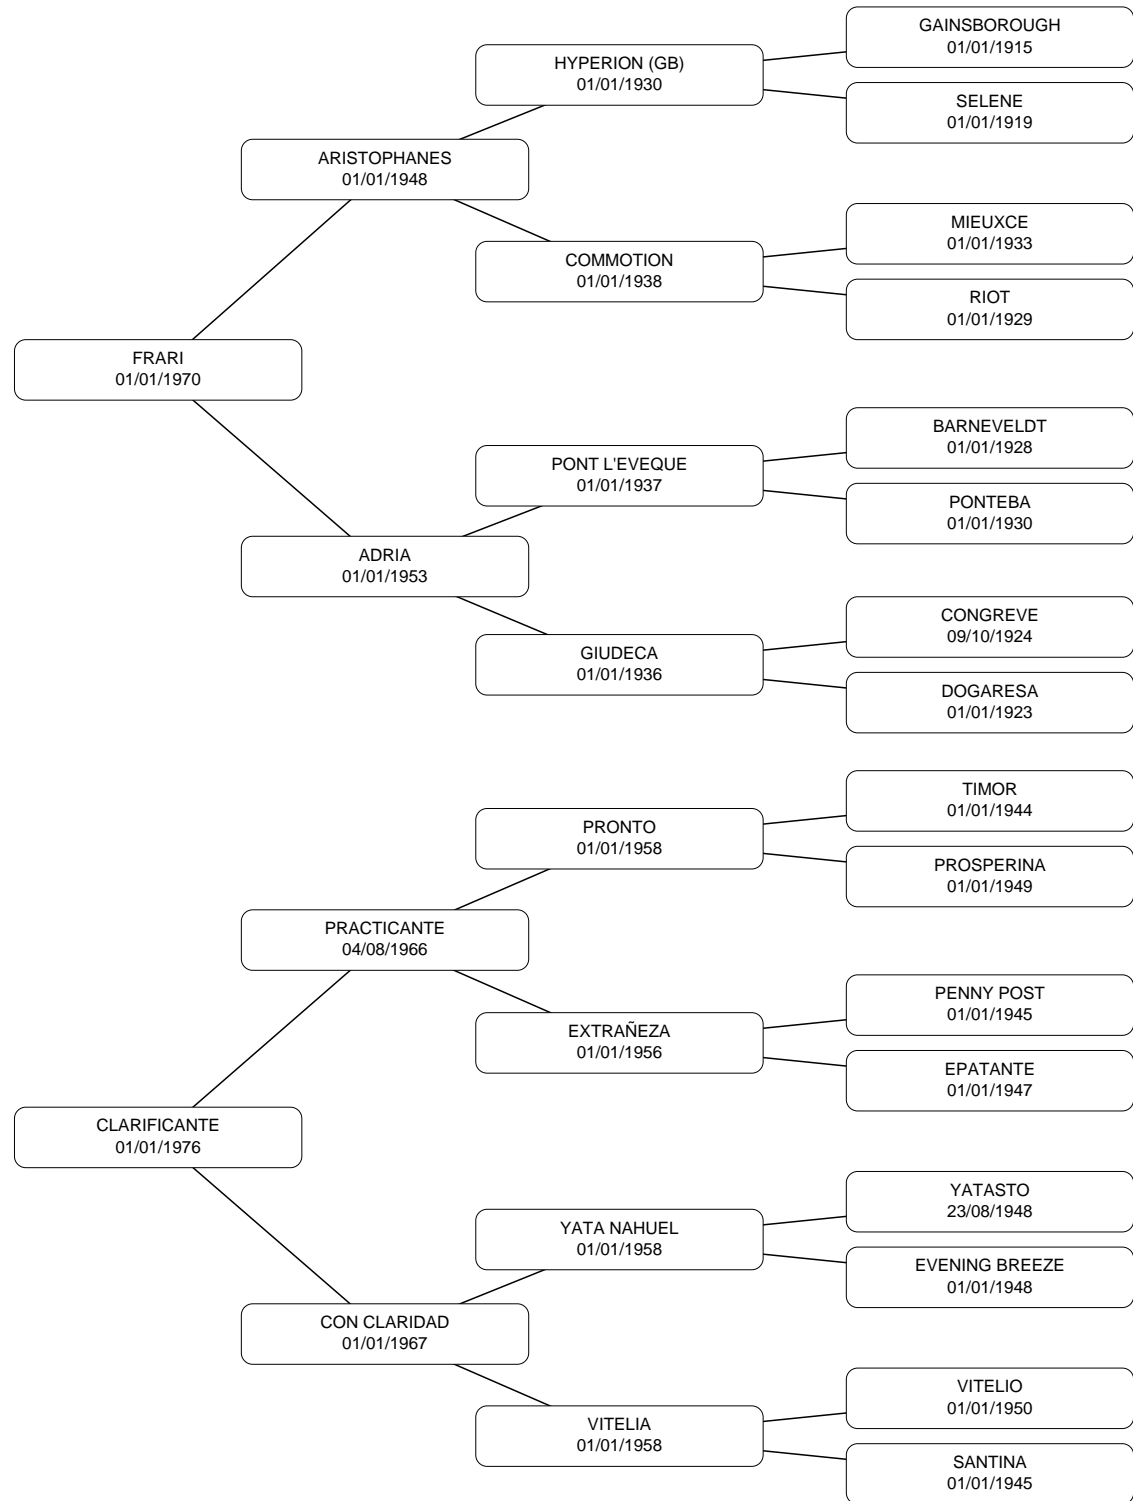 GAINSBOROUGH
01/01/1915
HYPERION (GB)
01/01/1930
SELENE
01/01/1919
ARISTOPHANES
01/01/1948
MIEUXCE
01/01/1933
COMMOTION
01/01/1938
RIOT
01/01/1929
FRARI
01/01/1970
BARNEVELDT
01/01/1928
PONT L'EVEQUE
01/01/1937
PONTEBA
01/01/1930
ADRIA
01/01/1953
CONGREVE
09/10/1924
GIUDECA
01/01/1936
DOGARESA
01/01/1923
TIMOR
01/01/1944
PRONTO
01/01/1958
PROSPERINA
01/01/1949
PRACTICANTE
04/08/1966
PENNY POST
01/01/1945
EXTRAÑEZA
01/01/1956
EPATANTE
01/01/1947
CLARIFICANTE
01/01/1976
YATASTO
23/08/1948
YATA NAHUEL
01/01/1958
EVENING BREEZE
01/01/1948
CON CLARIDAD
01/01/1967
VITELIO
01/01/1950
VITELIA
01/01/1958
SANTINA
01/01/1945